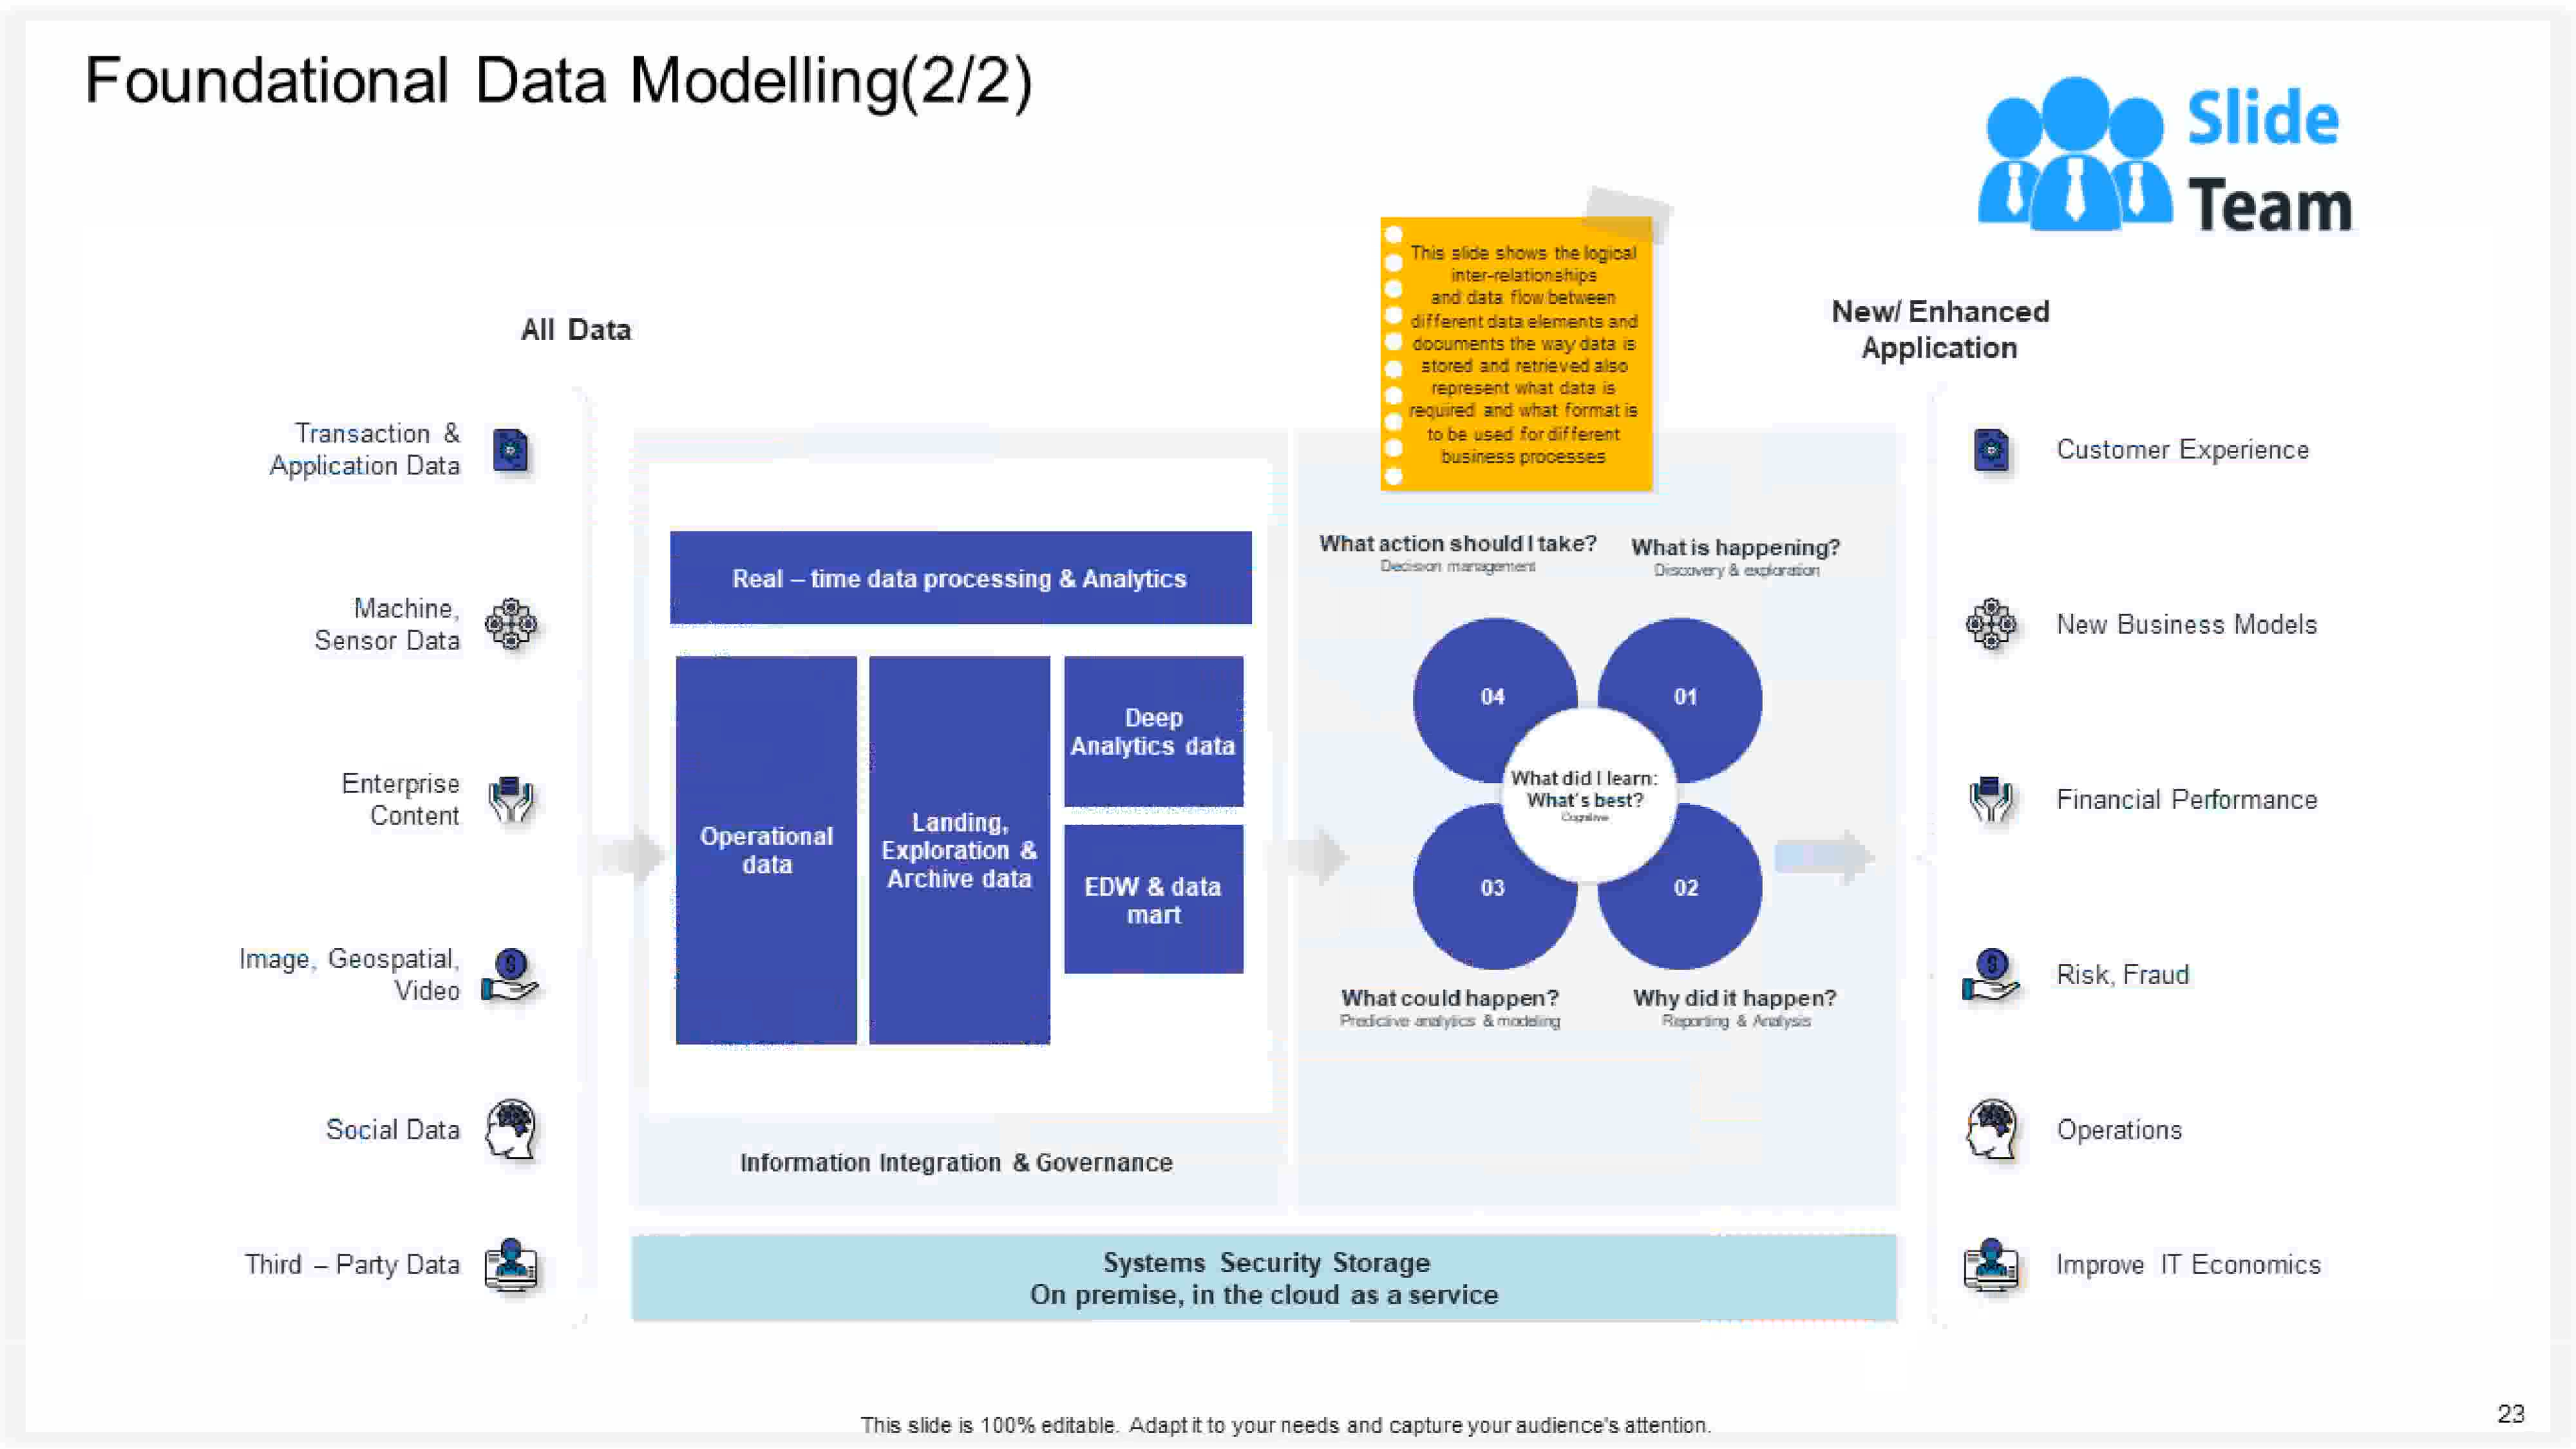 Foundational Data Modelling(2/2)
Slide
Team
This slide shows the logical
inter-relationships
and data flow between
different data elements and
documents the way data is
stored and retrieved also
represent what data is
required and what format is
to be used for different
business processes
All Data
Transaction &
Application Data
Machine,
Sensor Data
Enterprise
Content
Image, Geospatial,
Video
Social Data
Third – Party Data
Real – time data processing & Analytics
Operational
data
Landing,
Exploration &
Archive data
Deep
Analytics data
EDW & data
mart
Information Integration & Governance
What action should I take?
Decision management
What is happening?
Discovery & exploration
04
01
What did I learn:
What's best?
Cognitive
03
02
What could happen?
Predictive analytics & modeling
Why did it happen?
Reporting & Analysis
Systems Security Storage
On premise, in the cloud as a service
New/ Enhanced
Application
Customer Experience
New Business Models
Financial Performance
Risk, Fraud
Operations
Improve IT Economics
This slide is 100% editable. Adapt it to your needs and capture your audience's attention.
23